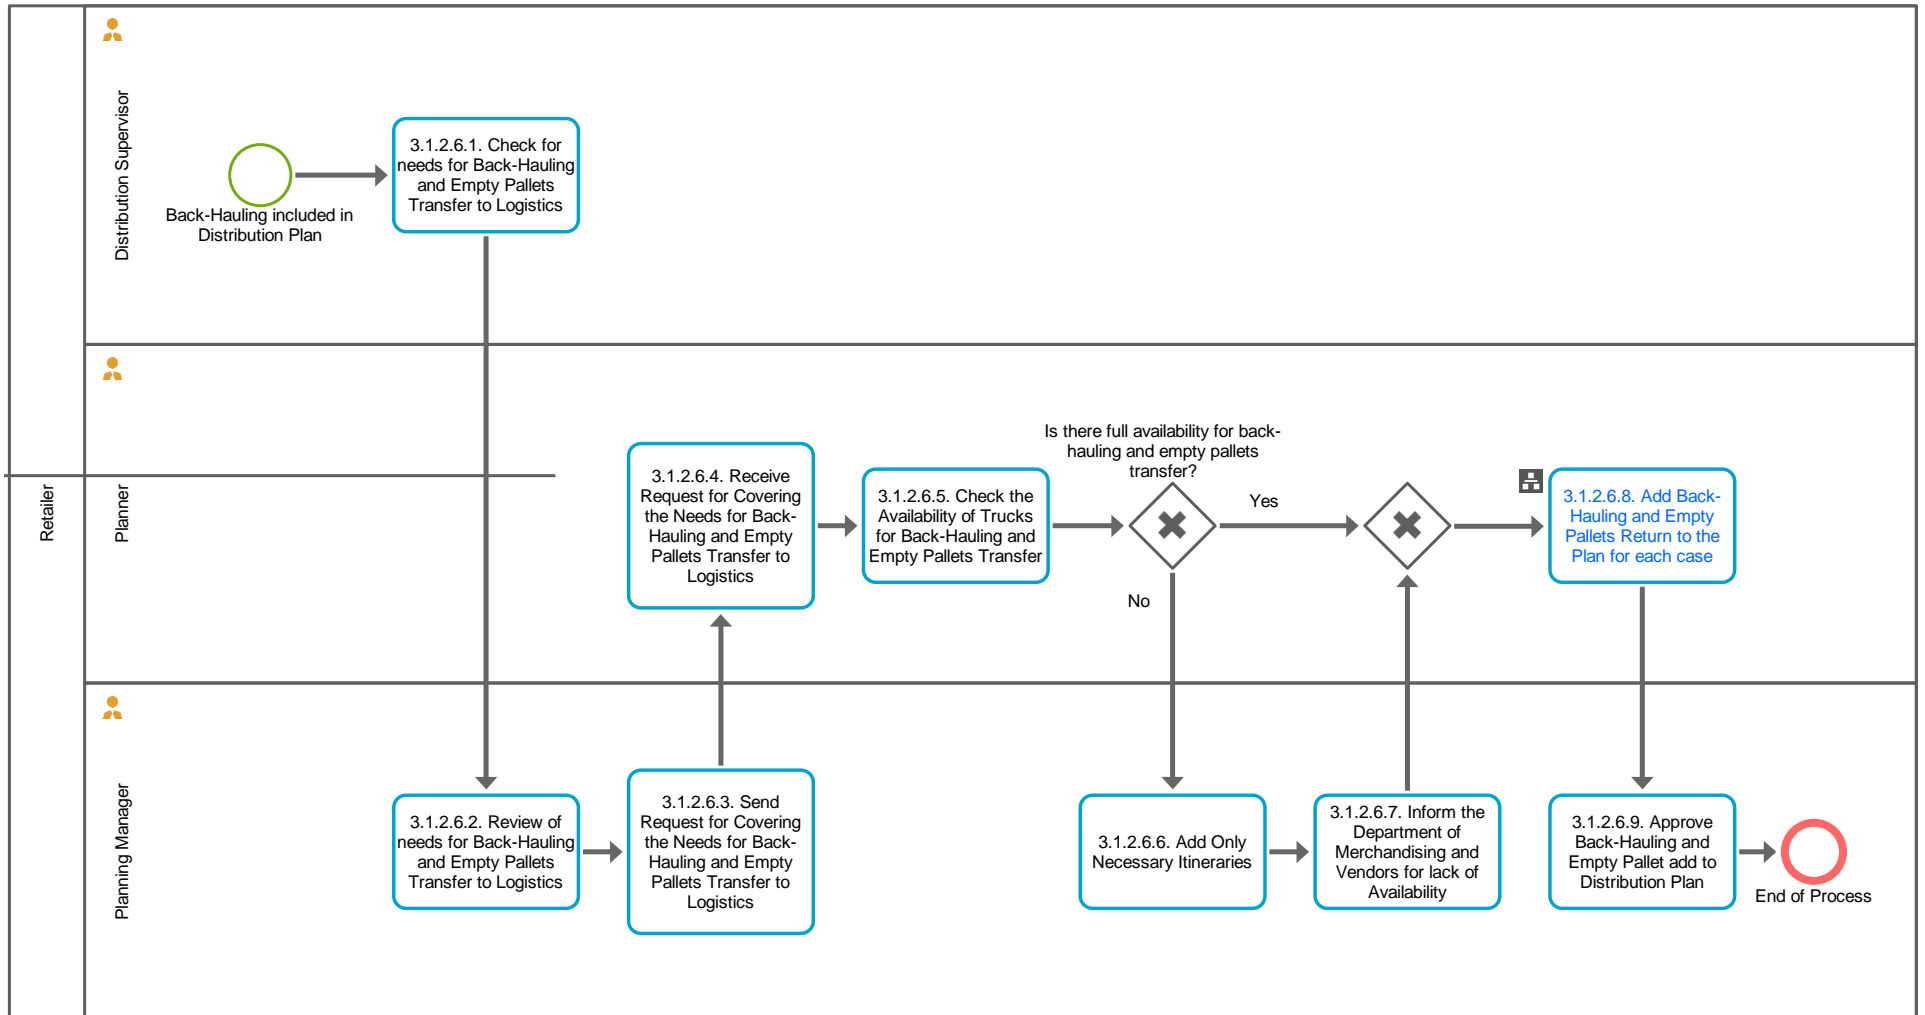 Retailer
Distribution Supervisor
Back-Hauling included in
Distribution Plan
3.1.2.6.1. Check for
needs for Back-Hauling
and Empty Pallets
Transfer to Logistics
Planner
3.1.2.6.4. Receive
Request for Covering
the Needs for Back-
Hauling and Empty
Pallets Transfer to
Logistics
3.1.2.6.5. Check the
Availability of Trucks
for Back-Hauling and
Empty Pallets Transfer
Is there full availability for back-
hauling and empty pallets
transfer?
Yes
No
3.1.2.6.8. Add Back-
Hauling and Empty
Pallets Return to the
Plan for each case
Planning Manager
3.1.2.6.2. Review of
needs for Back-Hauling
and Empty Pallets
Transfer to Logistics
3.1.2.6.3. Send
Request for Covering
the Needs for Back-
Hauling and Empty
Pallets Transfer to
Logistics
3.1.2.6.6. Add Only
Necessary Itineraries
3.1.2.6.7. Inform the
Department of
Merchandising and
Vendors for lack of
Availability
3.1.2.6.9. Approve
Back-Hauling and
Empty Pallet add to
Distribution Plan
End of Process